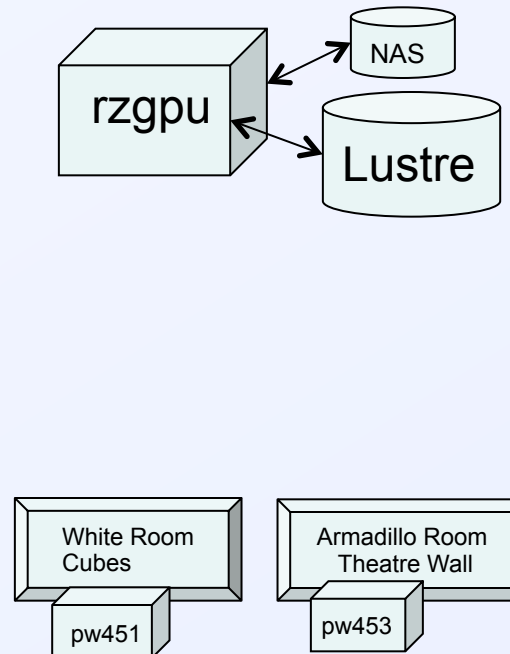 NAS
rzgpu
Lustre
White Room
Cubes
Armadillo Room
Theatre Wall
pw451
pw453